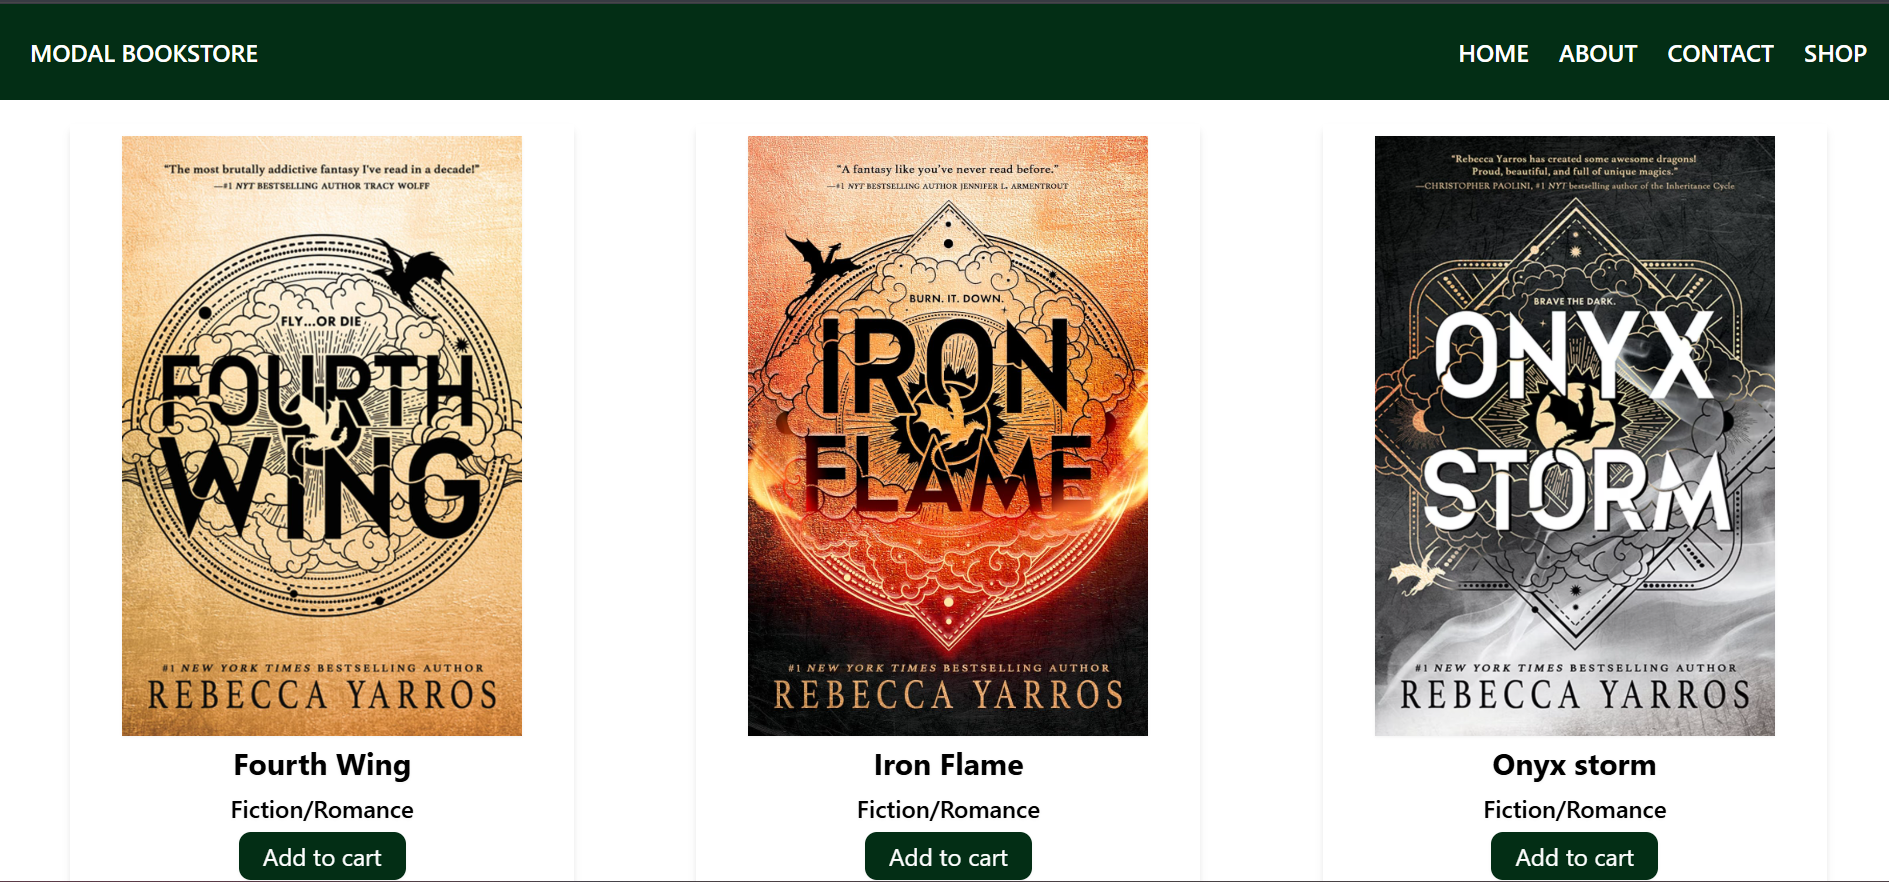 MODAL BOOKSTORE HOME ABOUT CONTACT SHOP
“The most brutally addictive fantasy I've read in a decade!”
—#1 NYT BESTSELLING AUTHOR TRACY WOLFF
FLY...OR DIE
FOURTH
WING
#1 NEW YORK TIMES BESTSELLING AUTHOR
REBECCA YARROS
Fourth Wing
Fiction/Romance
Add to cart
“A fantasy like you’ve never read before.”
—#1 NYT BESTSELLING AUTHOR JENNIFER L. ARMENTROUT
BURN. IT. DOWN.
IRON
FLAME
#1 NEW YORK TIMES BESTSELLING AUTHOR
REBECCA YARROS
Iron Flame
Fiction/Romance
Add to cart
“Rebecca Yarros has created some awesome dragons!
Proud, beautiful, and full of unique magics.”
—CHRISTOPHER PAOLINI, #1 NYT bestselling author of the Inheritance Cycle
BRAVE THE DARK.
ONYX
STORM
#1 NEW YORK TIMES BESTSELLING AUTHOR
REBECCA YARROS
Onyx storm
Fiction/Romance
Add to cart